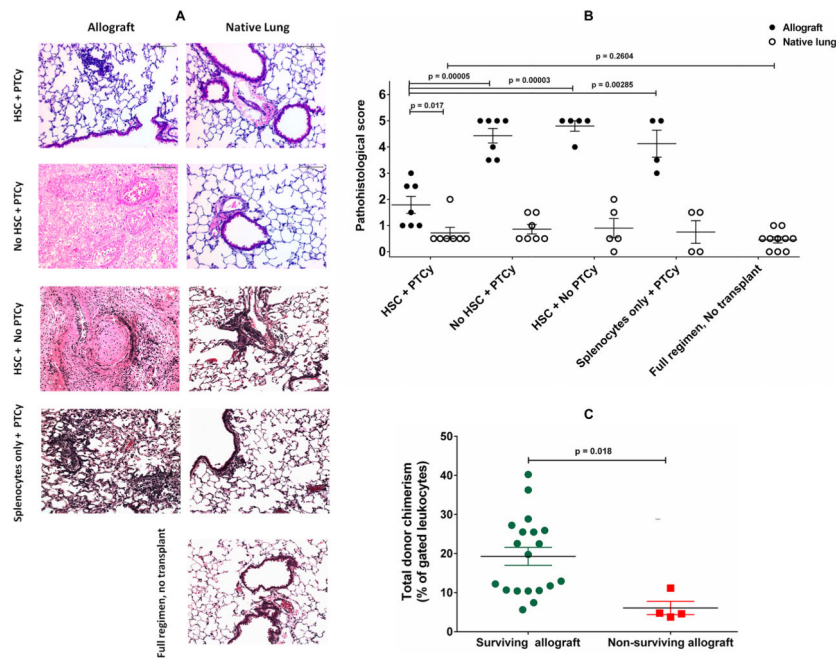 A
Allograft
Native Lung
HSC + PTCy
No HSC + PTCy
HSC + No PTCy
Splenocytes only + PTCy
Full regimen, no transplant
B
Allograft
Native lung
p = 0.2604
p = 0.00005
p = 0.00003
p = 0.00285
p = 0.017
Pathohistological score
6
5
4
3
2
1
0
HSC + PTCy
No HSC + PTCy
HSC + No PTCy
Splenocytes only + PTCy
Full regimen, No transplant
C
p = 0.018
Total donor chimerism
(% of gated leukocytes)
50
40
30
20
10
0
Surviving allograft
Non-surviving allograft